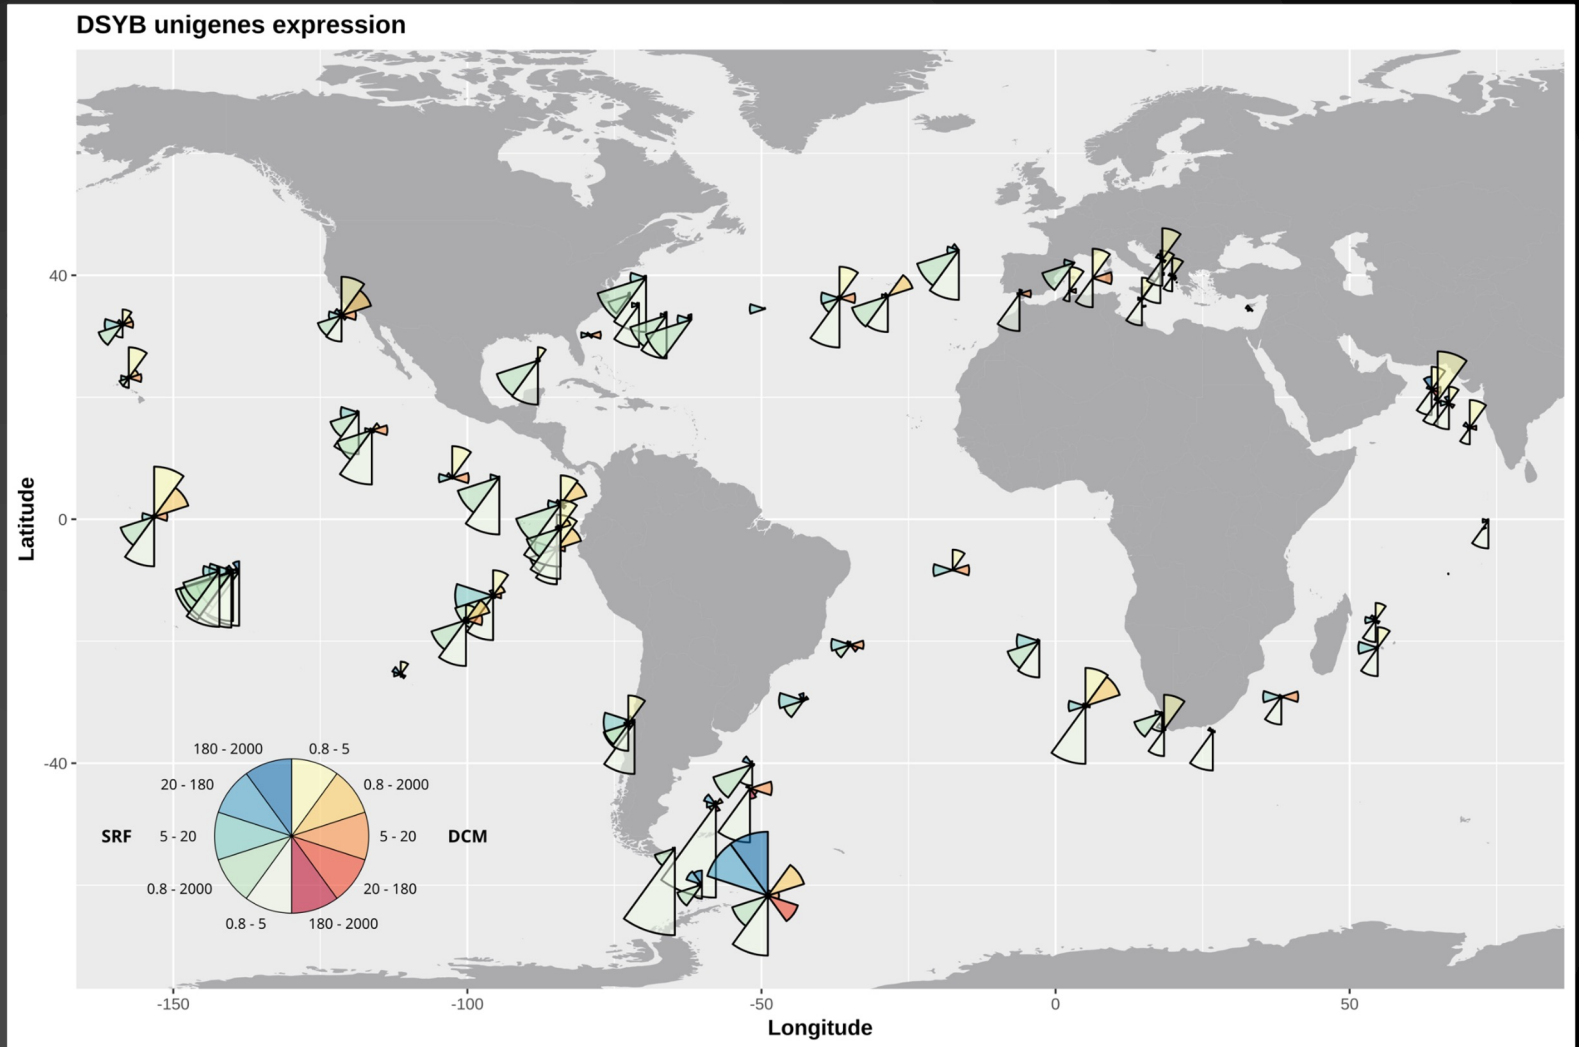 DSYB unigenes expression
40
0
-40
Latitude
180 - 2000
0.8 - 5
20 - 180
0.8 - 2000
SRF
5 - 20
5 - 20
DCM
0.8 - 2000
20 - 180
0.8 - 5
180 - 2000
-150
-100
-50
0
50
Longitude